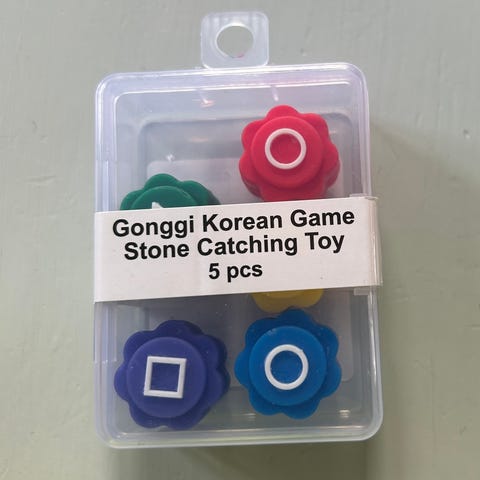 Gonggi Korean Game
Stone Catching Toy
5 pcs